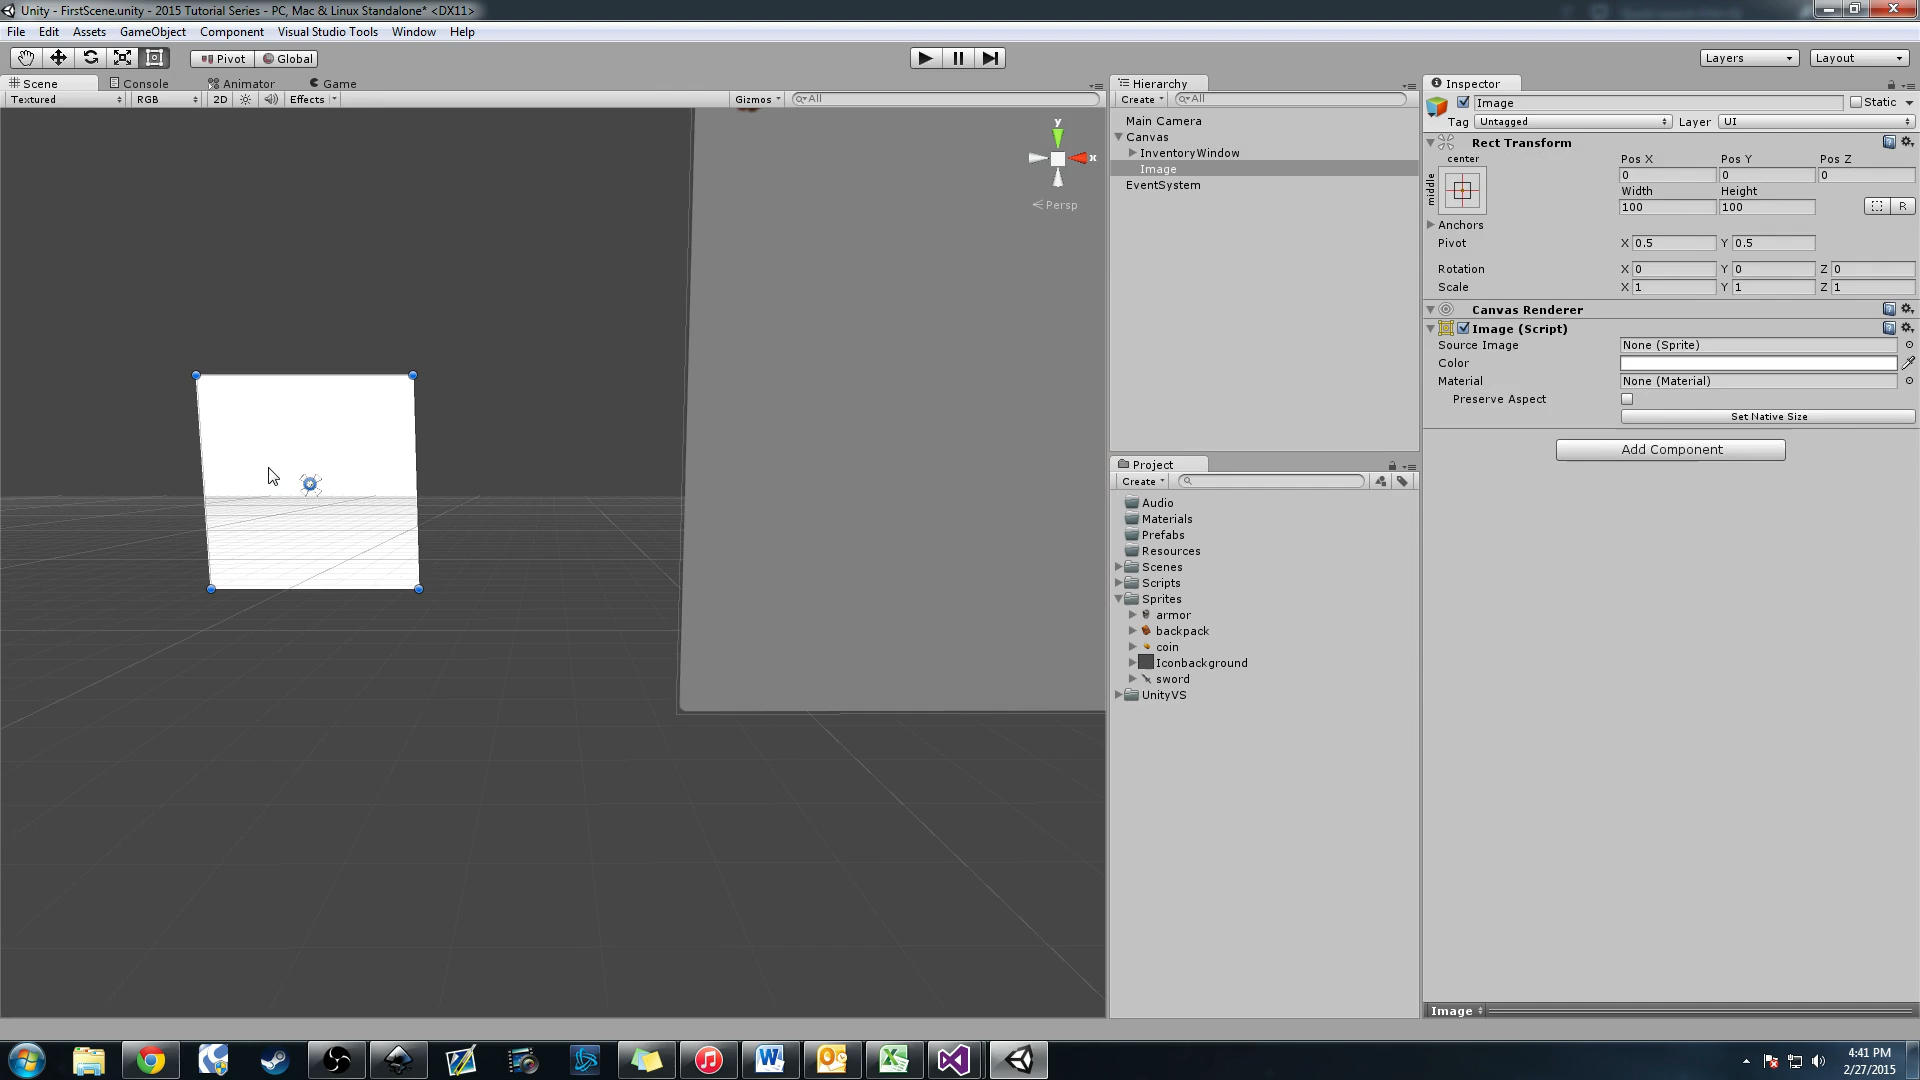 Unity - FirstScene.unity - 2015 Tutorial Series - PC, Mac & Linux Standalone* <DX11>
File Edit Assets GameObject Component Visual Studio Tools Window Help
Pivot Global Layers Layout
Scene Console Animator Game
Textured RGB 2D Effects Gizmos All
y
x
Persp
Hierarchy
Create All
Main Camera
Canvas
InventoryWindow
Image
EventSystem
Project
Create
Audio
Materials
Prefabs
Resources
Scenes
Scripts
Sprites
armor
backpack
coin
Iconbackground
sword
UnityVS
Inspector
Image Static
Tag Untagged Layer UI
Rect Transform
center
middle
Pos X Pos Y Pos Z
0 0 0
Width Height
100 100 R
Anchors
Pivot X 0.5 Y 0.5
Rotation X 0 Y 0 Z 0
Scale X 1 Y 1 Z 1
Canvas Renderer
Image (Script)
Source Image None (Sprite)
Color
Material None (Material)
Preserve Aspect
Set Native Size
Add Component
Image
4:41 PM
2/27/2015